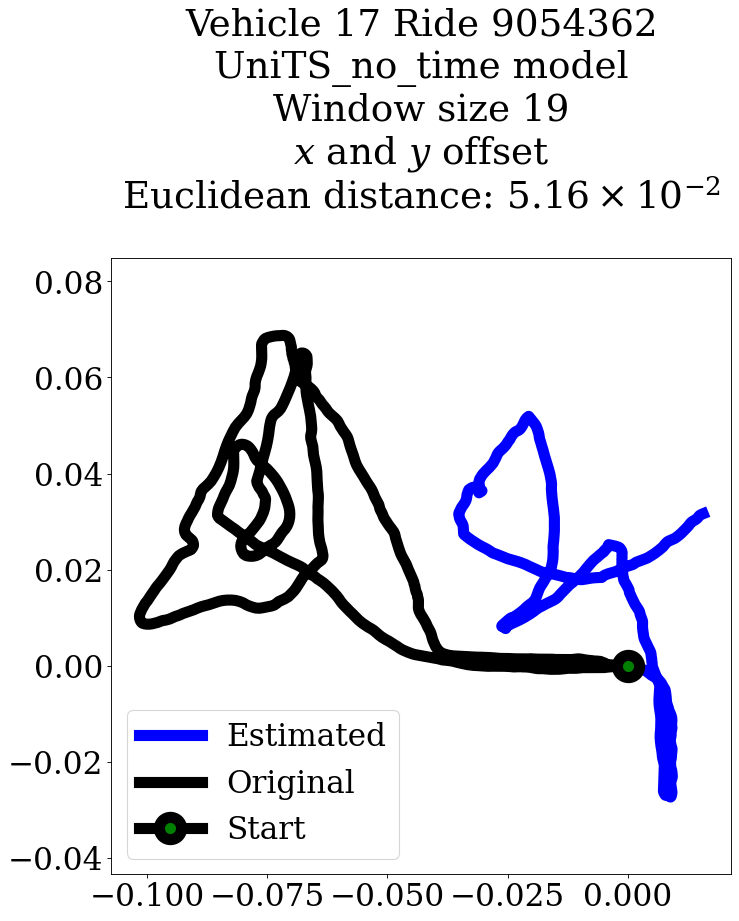 Vehicle 17 Ride 9054362
UniTS_no_time model
Window size 19
x and y offset
Euclidean distance: 5.16 × 10⁻²
0.08
0.06
0.04
0.02
0.00
−0.02
−0.04
Estimated
Original
Start
−0.100 −0.075 −0.050 −0.025 0.000